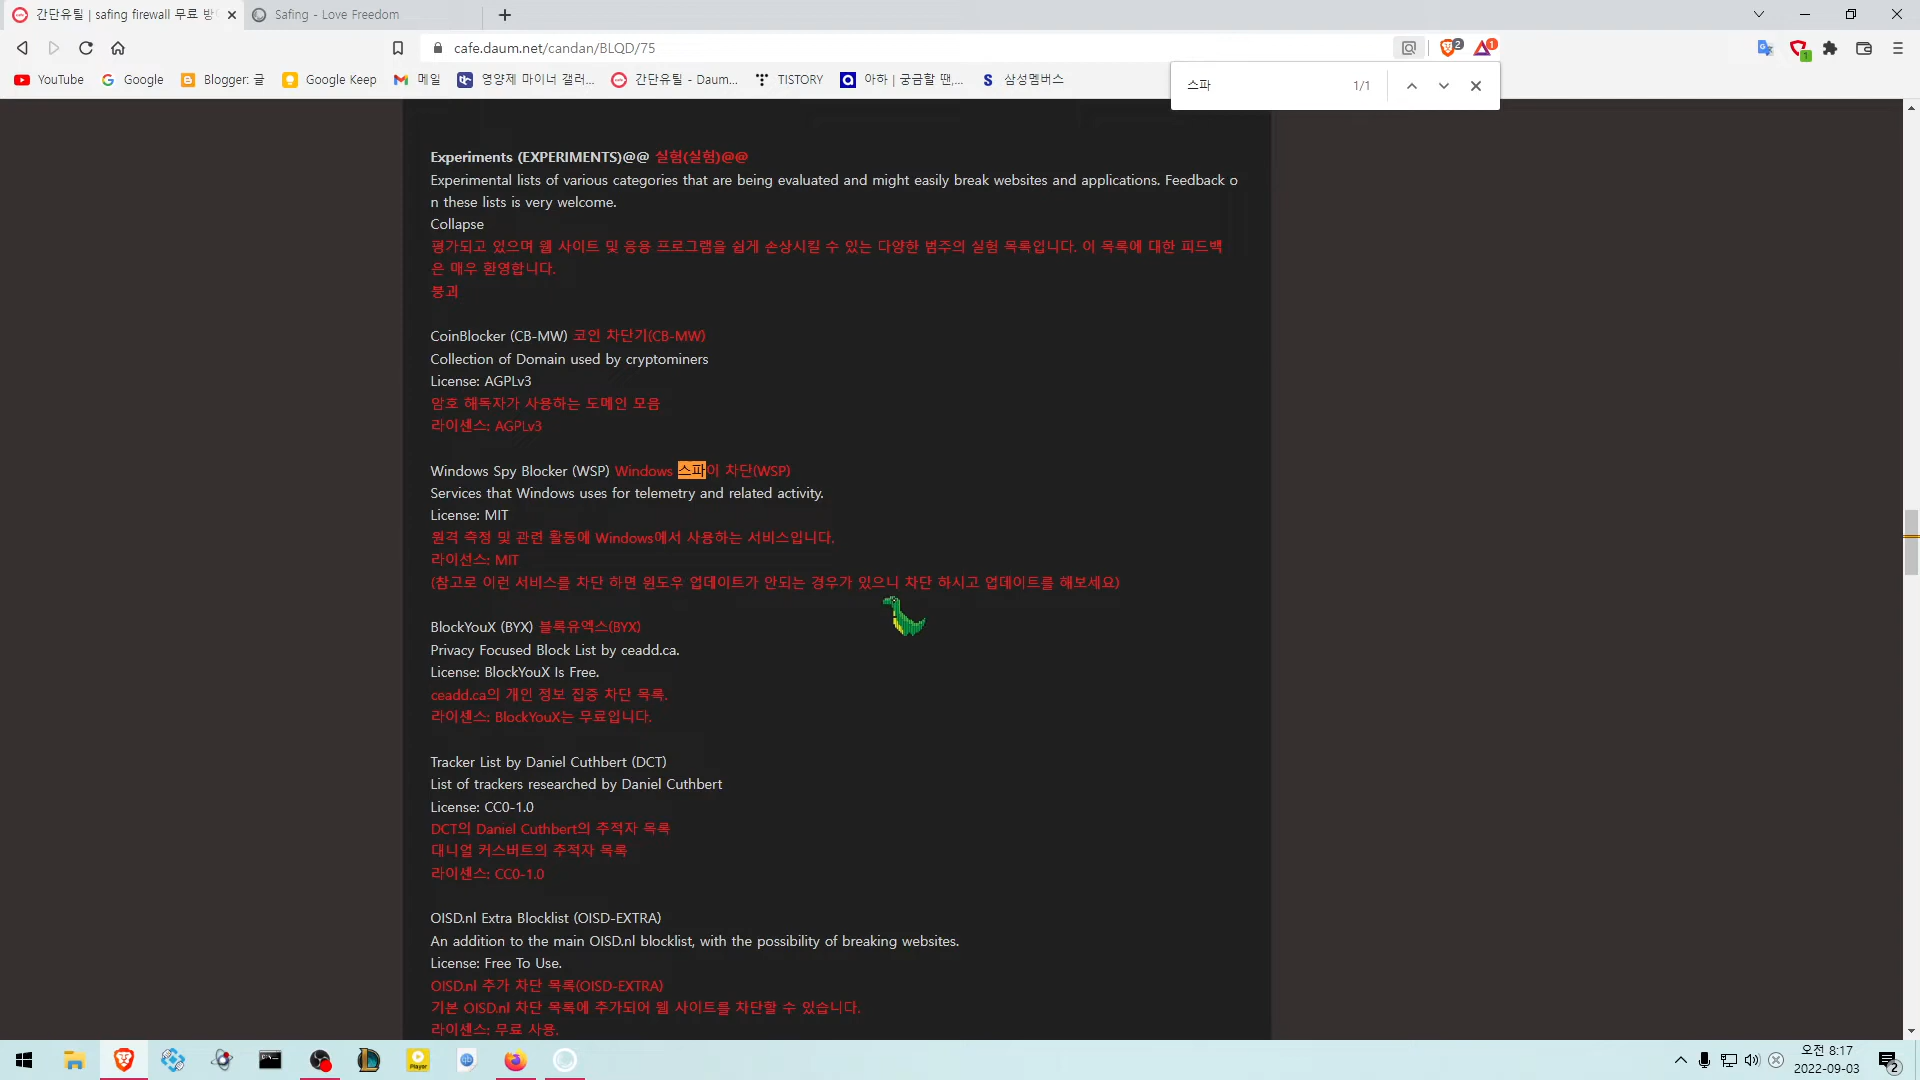 간단유틸 | safing firewall 무료 방
Safing - Love Freedom
cafe.daum.net/candan/BLQD/75
2
1
1
YouTube
Google
Blogger: 글
Google Keep
메일
영양제 마이너 갤러...
간단유틸 - Daum...
TISTORY
아하 | 궁금할 땐,...
삼성멤버스
스파
1/1
Experiments (EXPERIMENTS)@@ 실험(실험)@@
Experimental lists of various categories that are being evaluated and might easily break websites and applications. Feedback o
n these lists is very welcome.
Collapse
평가되고 있으며 웹 사이트 및 응용 프로그램을 쉽게 손상시킬 수 있는 다양한 범주의 실험 목록입니다. 이 목록에 대한 피드백
은 매우 환영합니다.
붕괴
CoinBlocker (CB-MW) 코인 차단기(CB-MW)
Collection of Domain used by cryptominers
License: AGPLv3
암호 해독자가 사용하는 도메인 모음
라이센스: AGPLv3
Windows Spy Blocker (WSP) Windows 스파이 차단(WSP)
Services that Windows uses for telemetry and related activity.
License: MIT
원격 측정 및 관련 활동에 Windows에서 사용하는 서비스입니다.
라이선스: MIT
(참고로 이런 서비스를 차단 하면 윈도우 업데이트가 안되는 경우가 있으니 차단 하시고 업데이트를 해보세요)
BlockYouX (BYX) 블록유엑스(BYX)
Privacy Focused Block List by ceadd.ca.
License: BlockYouX Is Free.
ceadd.ca의 개인 정보 집중 차단 목록.
라이센스: BlockYouX는 무료입니다.
Tracker List by Daniel Cuthbert (DCT)
List of trackers researched by Daniel Cuthbert
License: CC0-1.0
DCT의 Daniel Cuthbert의 추적자 목록
대니얼 커스버트의 추적자 목록
라이센스: CC0-1.0
OISD.nl Extra Blocklist (OISD-EXTRA)
An addition to the main OISD.nl blocklist, with the possibility of breaking websites.
License: Free To Use.
OISD.nl 추가 차단 목록(OISD-EXTRA)
기본 OISD.nl 차단 목록에 추가되어 웹 사이트를 차단할 수 있습니다.
라이센스: 무료 사용.
Player
qb
오전 8:17
2022-09-03
2